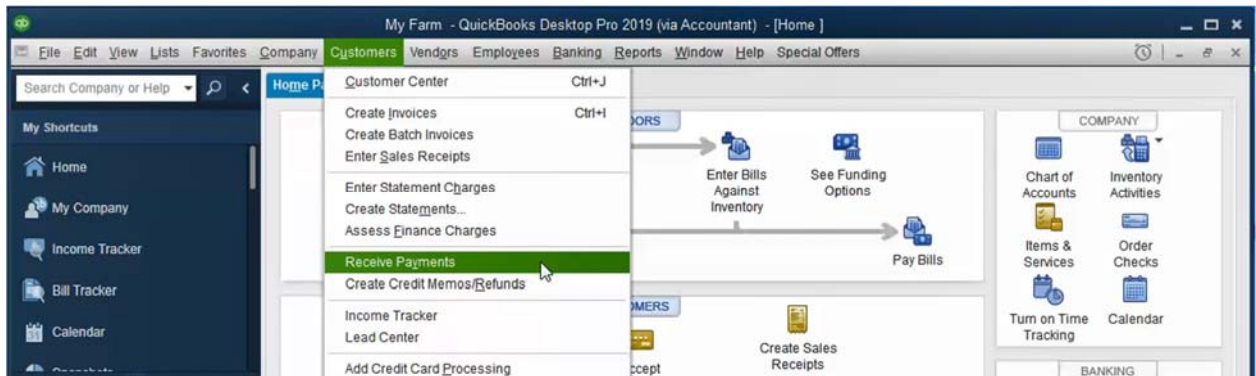 My Farm - QuickBooks Desktop Pro 2019 (via Accountant) - [Home ]
File Edit View Lists Favorites Company Customers Vendors Employees Banking Reports Window Help Special Offers
Search Company or Help
My Shortcuts
Home
My Company
Income Tracker
Bill Tracker
Calendar
Home P
Customer Center Ctrl+J
Create Invoices Ctrl+I
Create Batch Invoices
Enter Sales Receipts
Enter Statement Charges
Create Statements...
Assess Finance Charges
Receive Payments
Create Credit Memos/Refunds
Income Tracker
Lead Center
Add Credit Card Processing
DORS
Enter Bills
Against
Inventory
See Funding
Options
Pay Bills
OMERS
ccept
Create Sales
Receipts
COMPANY
Chart of
Accounts
Inventory
Activities
Items &
Services
Order
Checks
Turn on Time
Tracking
Calendar
BANKING